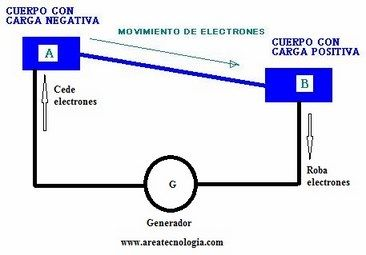 CUERPO CON
CARGA NEGATIVA
MOVIMIENTO DE ELECTRONES
CUERPO CON
CARGA POSITIVA
A
B
Cede
electrones
Roba
electrones
G
Generador
www.areatecnologia.com